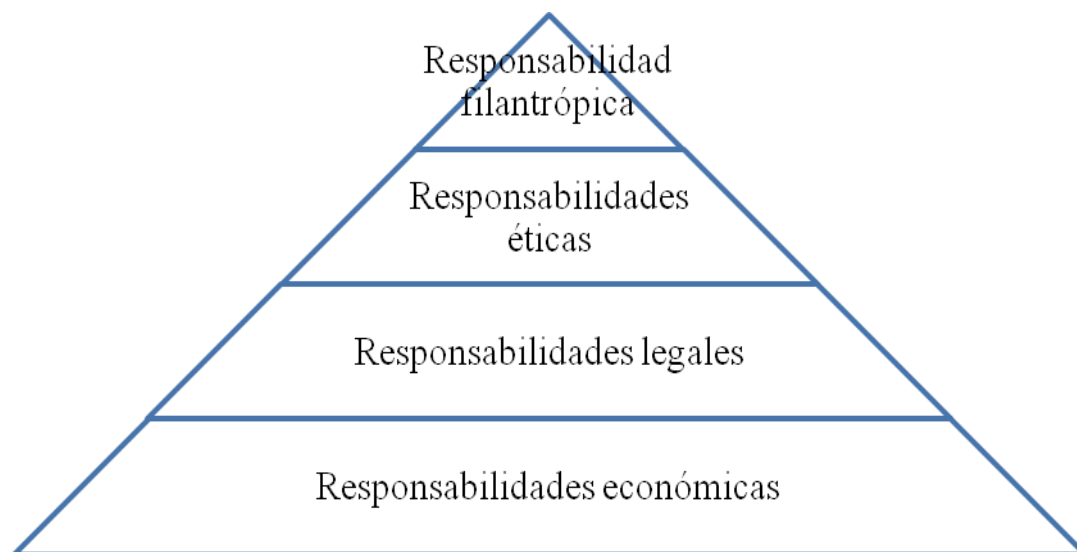 Responsabilidad
filantrópica
Responsabilidades
éticas
Responsabilidades legales
Responsabilidades económicas